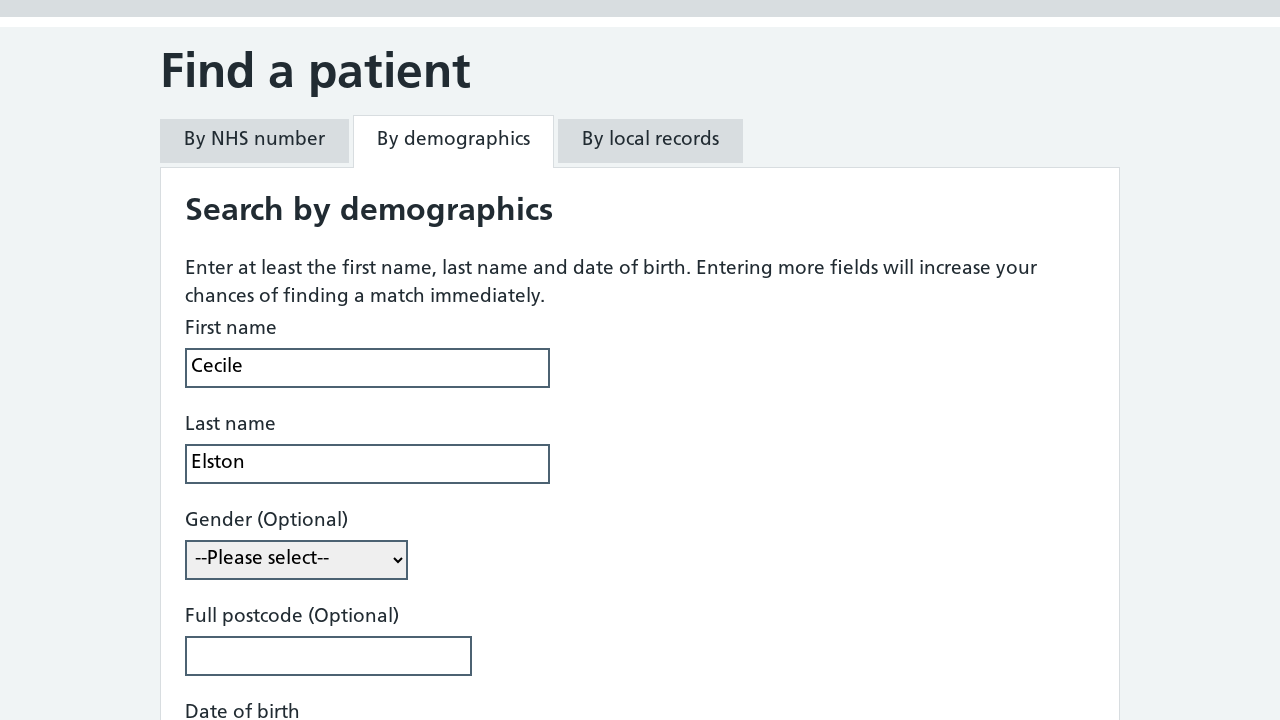 Find a patient
By NHS number
By demographics
By local records
Search by demographics
Enter at least the first name, last name and date of birth. Entering more fields will increase your
chances of finding a match immediately.
First name
Cecile
Last name
Elston
Gender (Optional)
--Please select--
Full postcode (Optional)
Date of birth